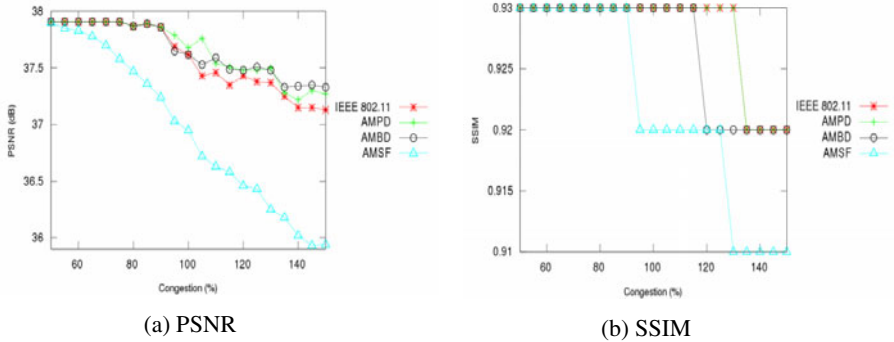 38
37.5
37
36.5
36
PSNR (dB)
60
80
100
120
140
Congestion (%)
IEEE 802.11
AMPD
AMBD
AMSF
(a) PSNR
0.93
0.925
0.92
0.915
0.91
SSIM
60
80
100
120
140
Congestion (%)
IEEE 802.11
AMPD
AMBD
AMSF
(b) SSIM